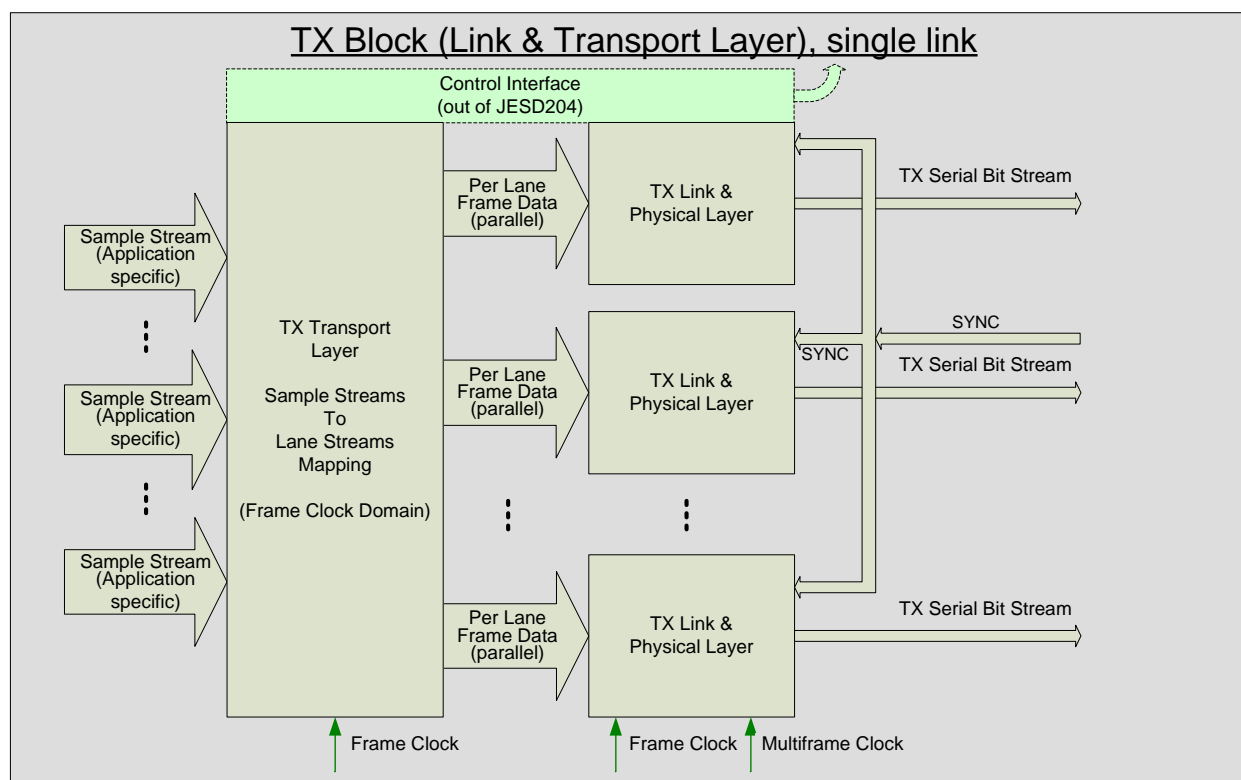 TX Block (Link & Transport Layer), single link
Control Interface
(out of JESD204)
Sample Stream
(Application
specific)
Sample Stream
(Application
specific)
Sample Stream
(Application
specific)
TX Transport
Layer
Sample Streams
To
Lane Streams
Mapping
(Frame Clock Domain)
Per Lane
Frame Data
(parallel)
Per Lane
Frame Data
(parallel)
Per Lane
Frame Data
(parallel)
TX Link &
Physical Layer
TX Link &
Physical Layer
TX Link &
Physical Layer
TX Serial Bit Stream
SYNC
SYNC
TX Serial Bit Stream
TX Serial Bit Stream
Frame Clock
Frame Clock
Multiframe Clock